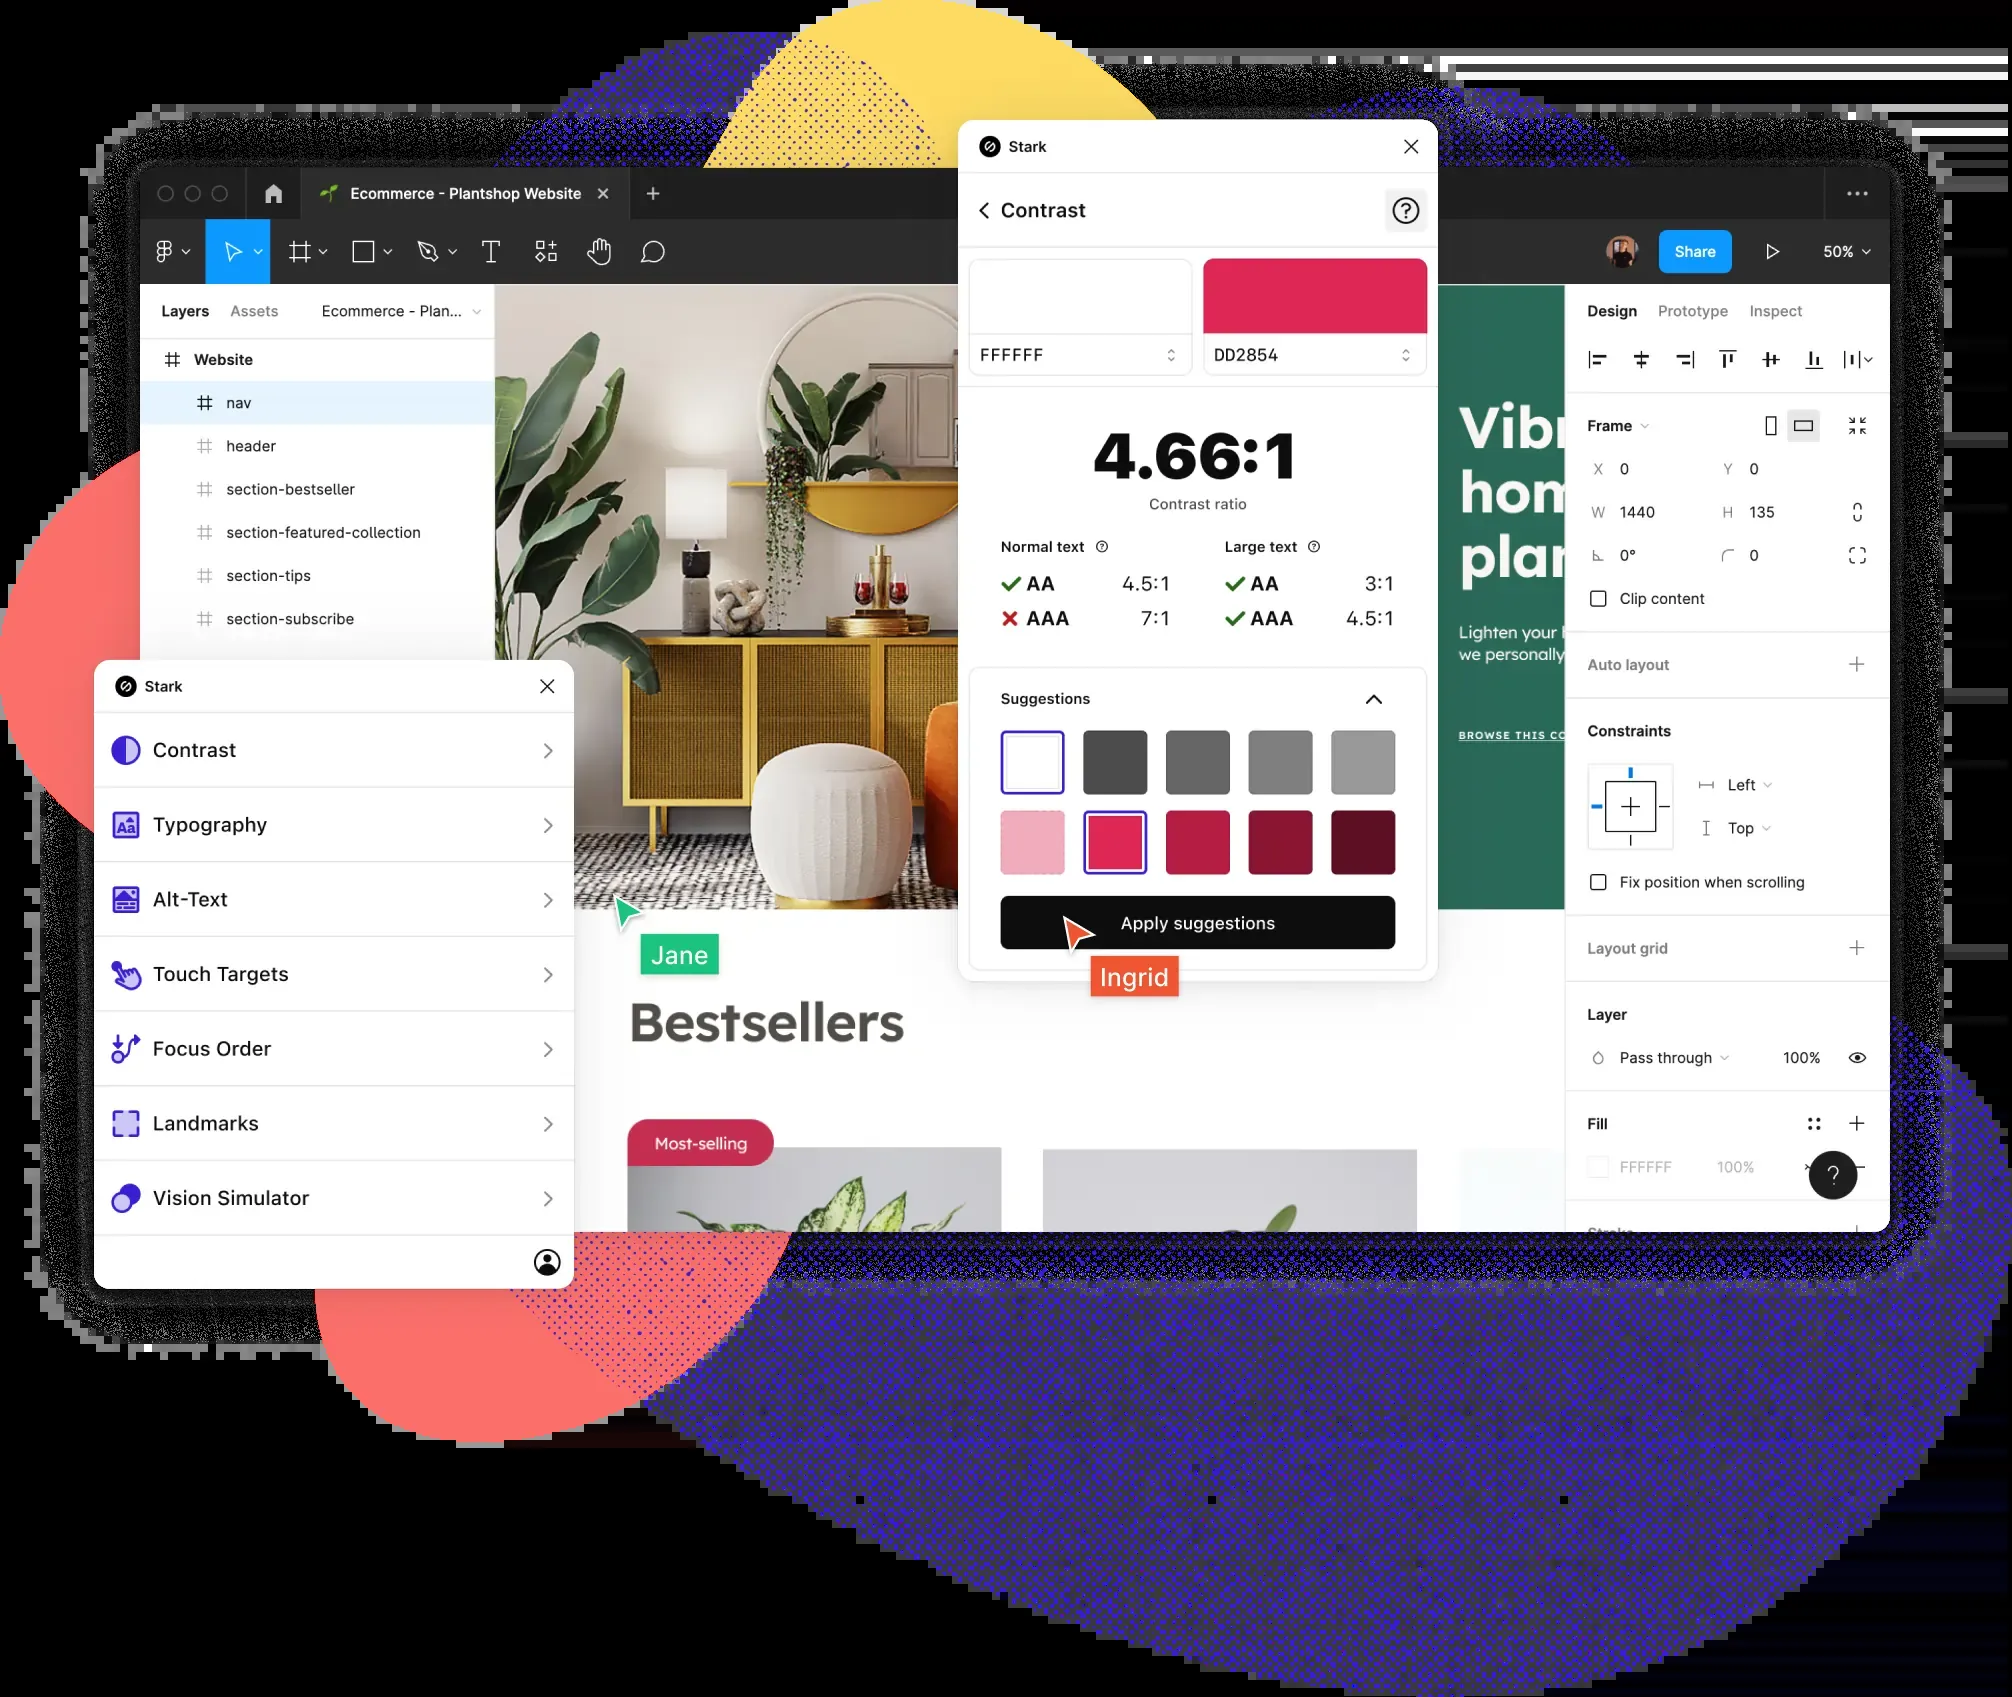 Ecommerce - Plantshop Website
Share
50%
Layers
Assets
Ecommerce - Plan...
Website
nav
header
section-bestseller
section-featured-collection
section-tips
section-subscribe
Stark
Contrast
Typography
Aa
Alt-Text
Touch Targets
Focus Order
Landmarks
Vision Simulator
Stark
Contrast
FFFFFF
DD2854
4.66:1
Contrast ratio
Normal text
Large text
AA 4.5:1
AA 3:1
AAA 7:1
AAA 4.5:1
Suggestions
Apply suggestions
Jane
Ingrid
Bestsellers
Most-selling
Vibr
hom
plan
Lighten your
we personally
BROWSE THIS CO
Design
Prototype
Inspect
Frame
X 0
Y 0
W 1440
H 135
0°
0
Clip content
Auto layout
Constraints
Left
Top
Fix position when scrolling
Layout grid
Layer
Pass through
100%
Fill
FFFFFF
100%
?